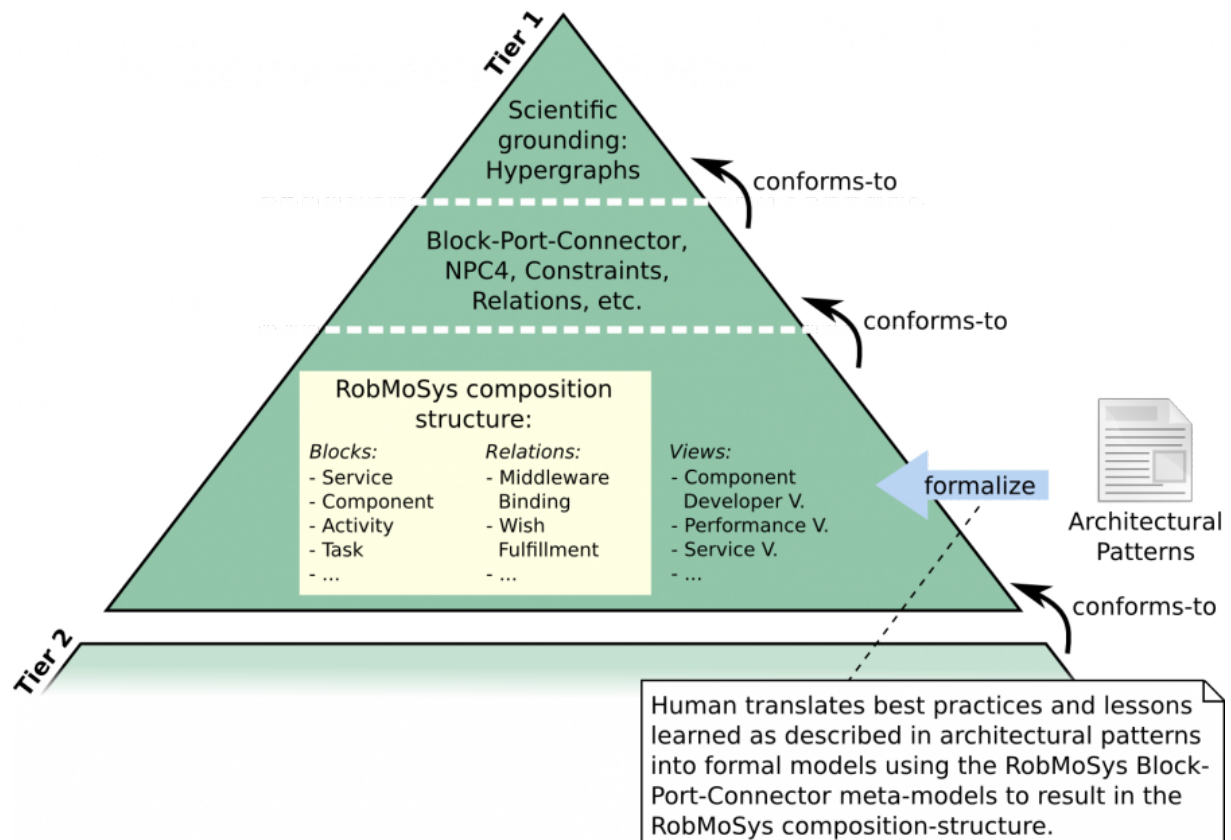 Tier 1
Scientific
grounding:
Hypergraphs
conforms-to
Block-Port-Connector,
NPC4, Constraints,
Relations, etc.
conforms-to
RobMoSys composition
structure:
Blocks:
- Service
- Component
- Activity
- Task
- ...
Relations:
- Middleware
Binding
- Wish
Fulfillment
- ...
Views:
- Component
Developer V.
- Performance V.
- Service V.
- ...
formalize
Architectural
Patterns
conforms-to
Tier 2
Human translates best practices and lessons
learned as described in architectural patterns
into formal models using the RobMoSys Block-
Port-Connector meta-models to result in the
RobMoSys composition-structure.